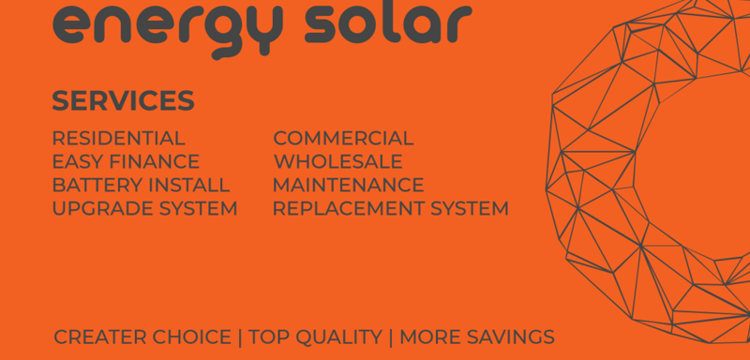 energy solar
SERVICES
RESIDENTIAL COMMERCIAL
EASY FINANCE WHOLESALE
BATTERY INSTALL MAINTENANCE
UPGRADE SYSTEM REPLACEMENT SYSTEM
CREATER CHOICE | TOP QUALITY | MORE SAVINGS